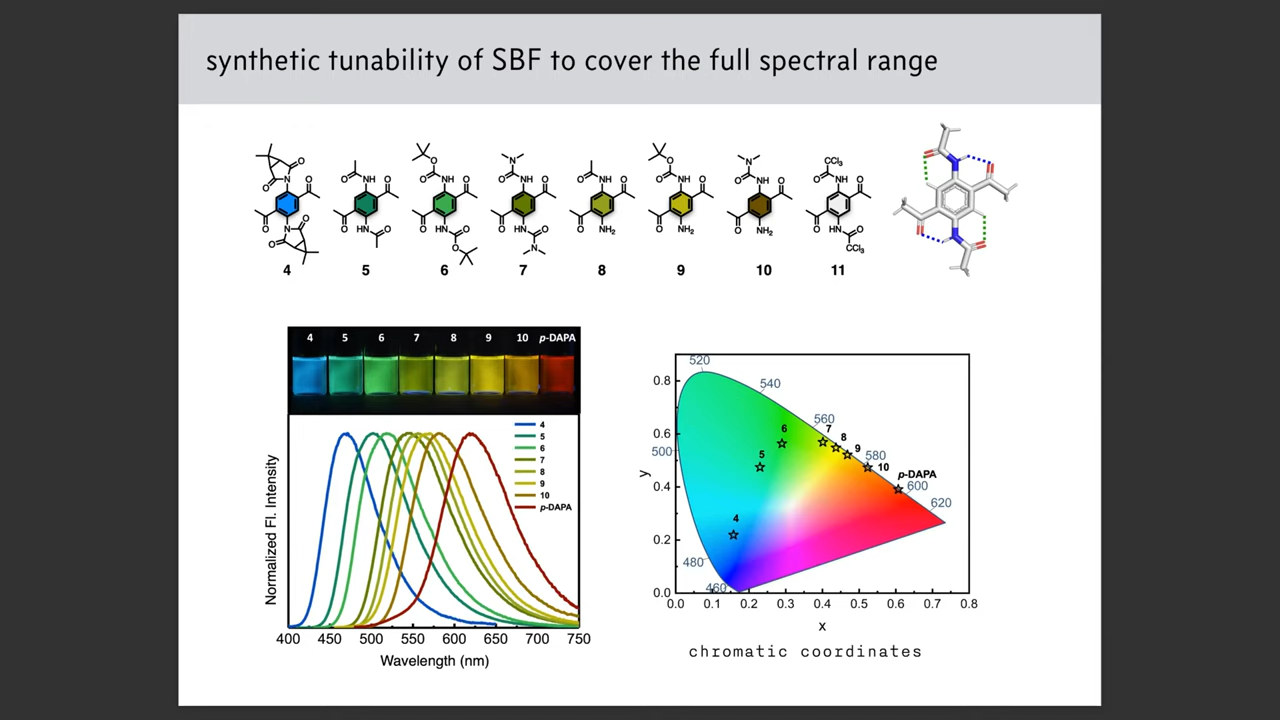 synthetic tunability of SBF to cover the full spectral range
O N O
O
O
O N O
4
O NH
O
O
HN O
5
O
O NH
O
O
HN O
O
6
N
O NH
O
O
HN O
N
7
O NH
O
O
NH2
8
O
O NH
O
O
NH2
9
N
O NH
O
O
NH2
10
CCl3
O NH
O
O
HN O
CCl3
11
4 5 6 7 8 9 10 p-DAPA
4
5
6
7
8
9
10
p-DAPA
Normalized Fl. Intensity
400 450 500 550 600 650 700 750
Wavelength (nm)
0.8
0.6
0.4
0.2
0.0
y
520
540
560
580
600
620
500
480
460
4
5
6
7
8
9
10
p-DAPA
0.0 0.1 0.2 0.3 0.4 0.5 0.6 0.7 0.8
x
chromatic coordinates